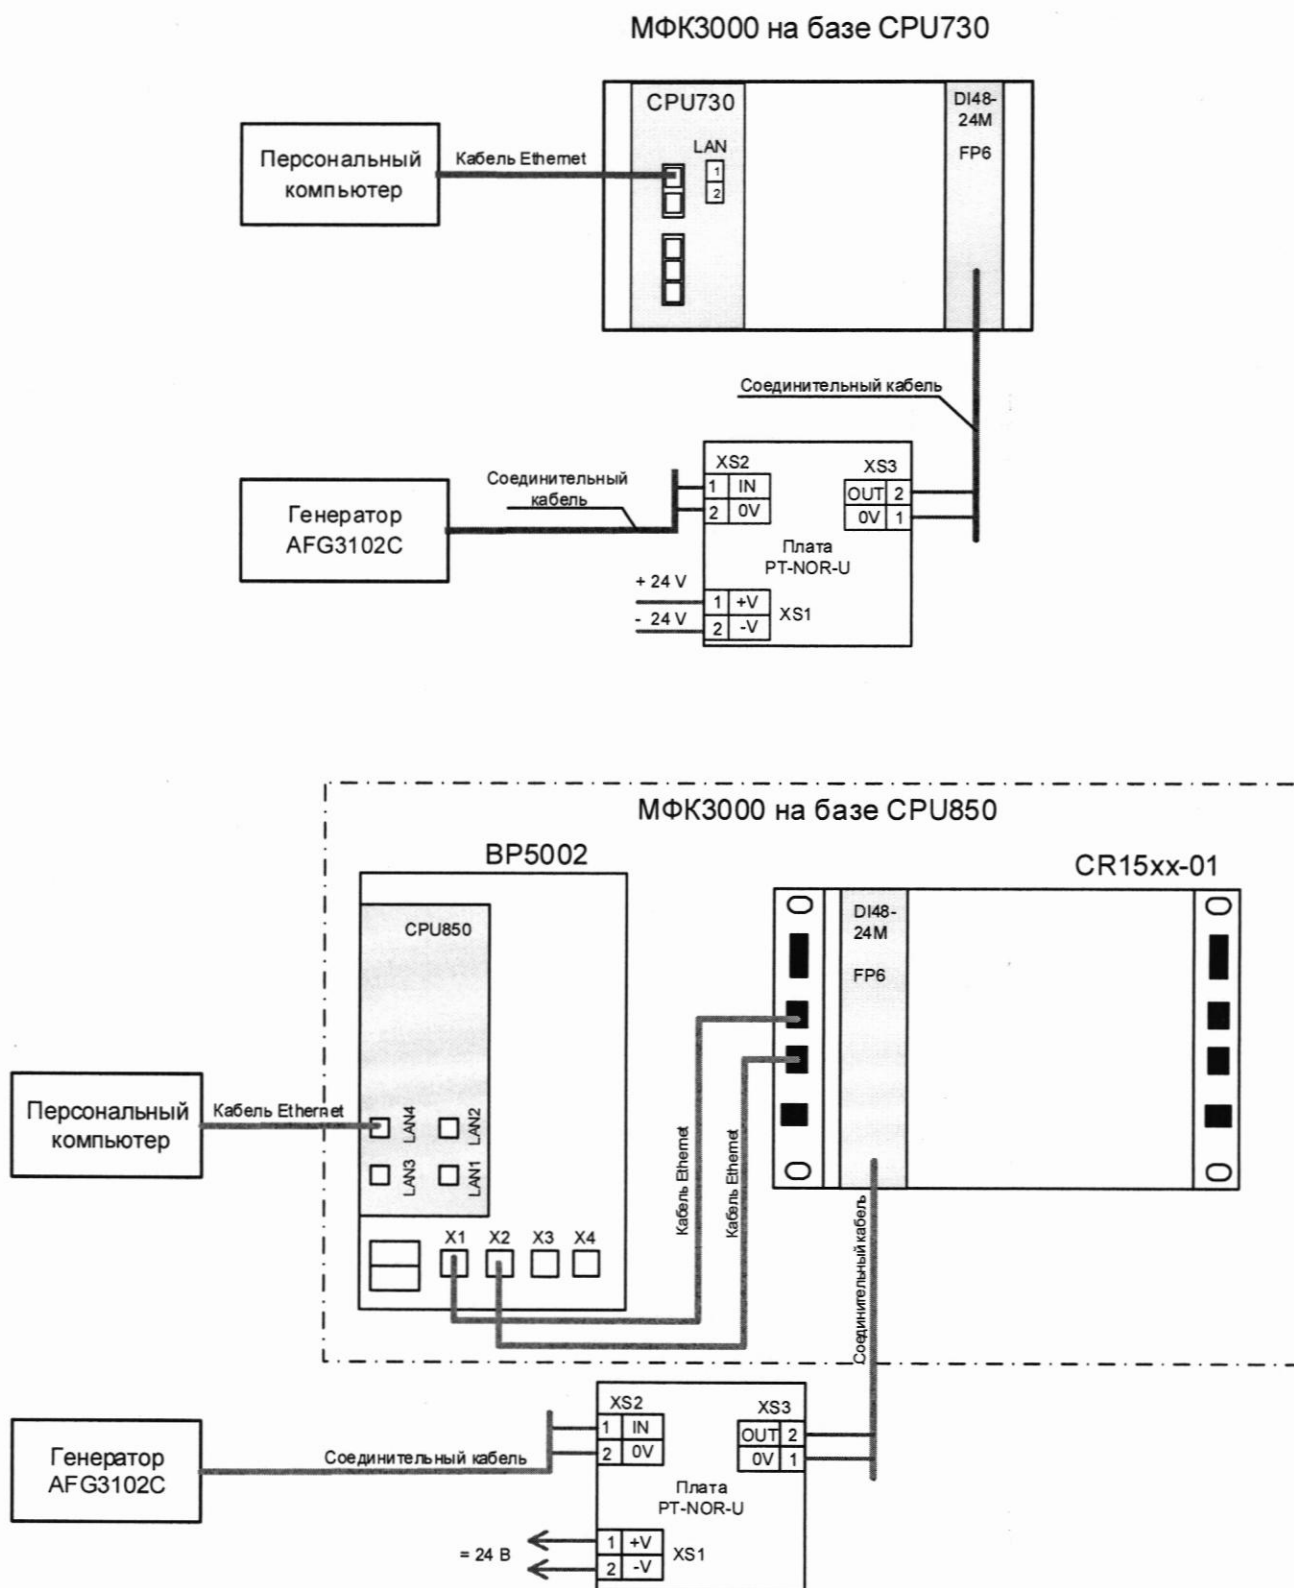 МФК3000 на базе CPU730
CPU730
LAN
1
2
DI48-
24M
FP6
Персональный
компьютер
Кабель Ethernet
Соединительный кабель
Генератор
AFG3102C
Соединительный
кабель
XS2
1 IN
2 0V
XS3
OUT 2
0V 1
Плата
PT-NOR-U
+ 24 V
- 24 V
1 +V
2 -V
XS1
МФК3000 на базе CPU850
BP5002
CR15xx-01
CPU850
DI48-
24M
FP6
Персональный
компьютер
Кабель Ethernet
LAN4
LAN2
LAN3
LAN1
X1 X2 X3 X4
Кабель Ethernet
Кабель Ethernet
Соединительный кабель
Генератор
AFG3102C
Соединительный кабель
XS2
1 IN
2 0V
XS3
OUT 2
0V 1
Плата
PT-NOR-U
= 24 В
1 +V
2 -V
XS1